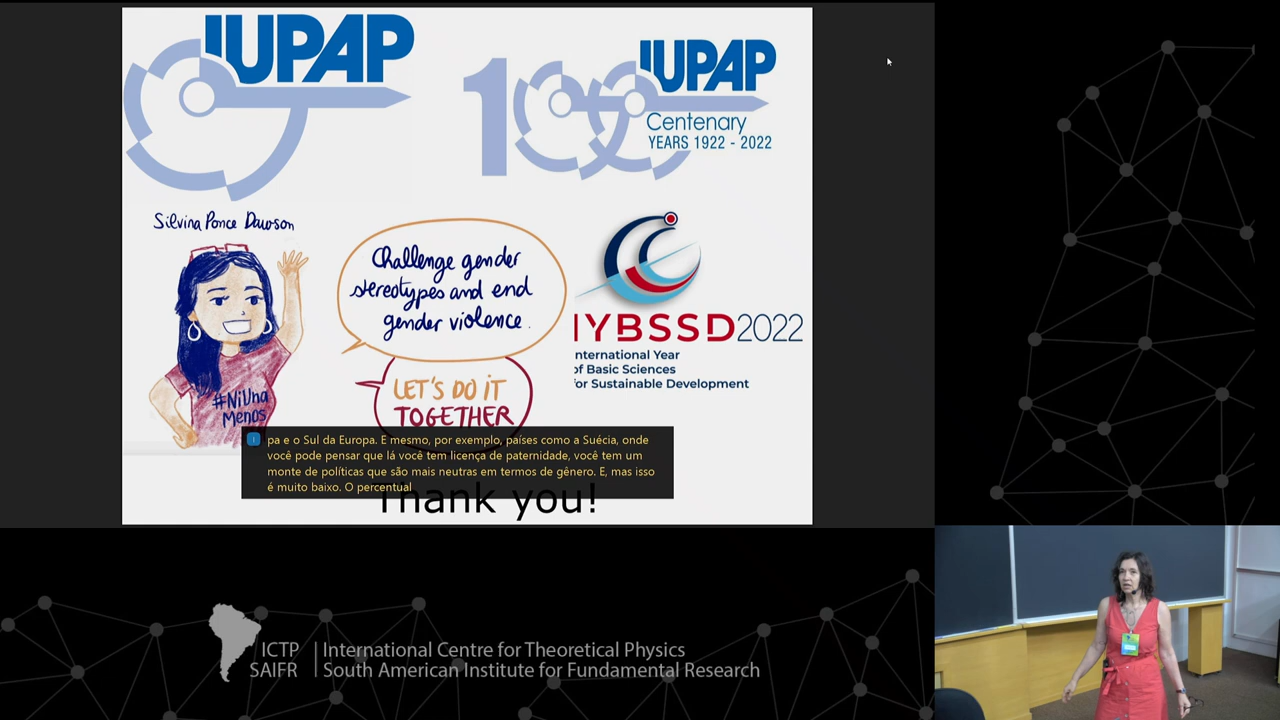 IUPAP
100 IUPAP
Centenary
YEARS 1922 - 2022
Silvina Ponce Dawson
Challenge gender
stereotypes and end
gender violence.
LET'S DO IT
TOGETHER
#NiUna
Menos
IYBSSD2022
nternational Year
of Basic Sciences
for Sustainable Development
pa e o Sul da Europa. E mesmo, por exemplo, países como a Suécia, onde
você pode pensar que lá você tem licença de paternidade, você tem um
monte de políticas que são mais neutras em termos de gênero. E, mas isso
é muito baixo. O percentual
Thank you!
ICTP
SAIFR
International Centre for Theoretical Physics
South American Institute for Fundamental Research